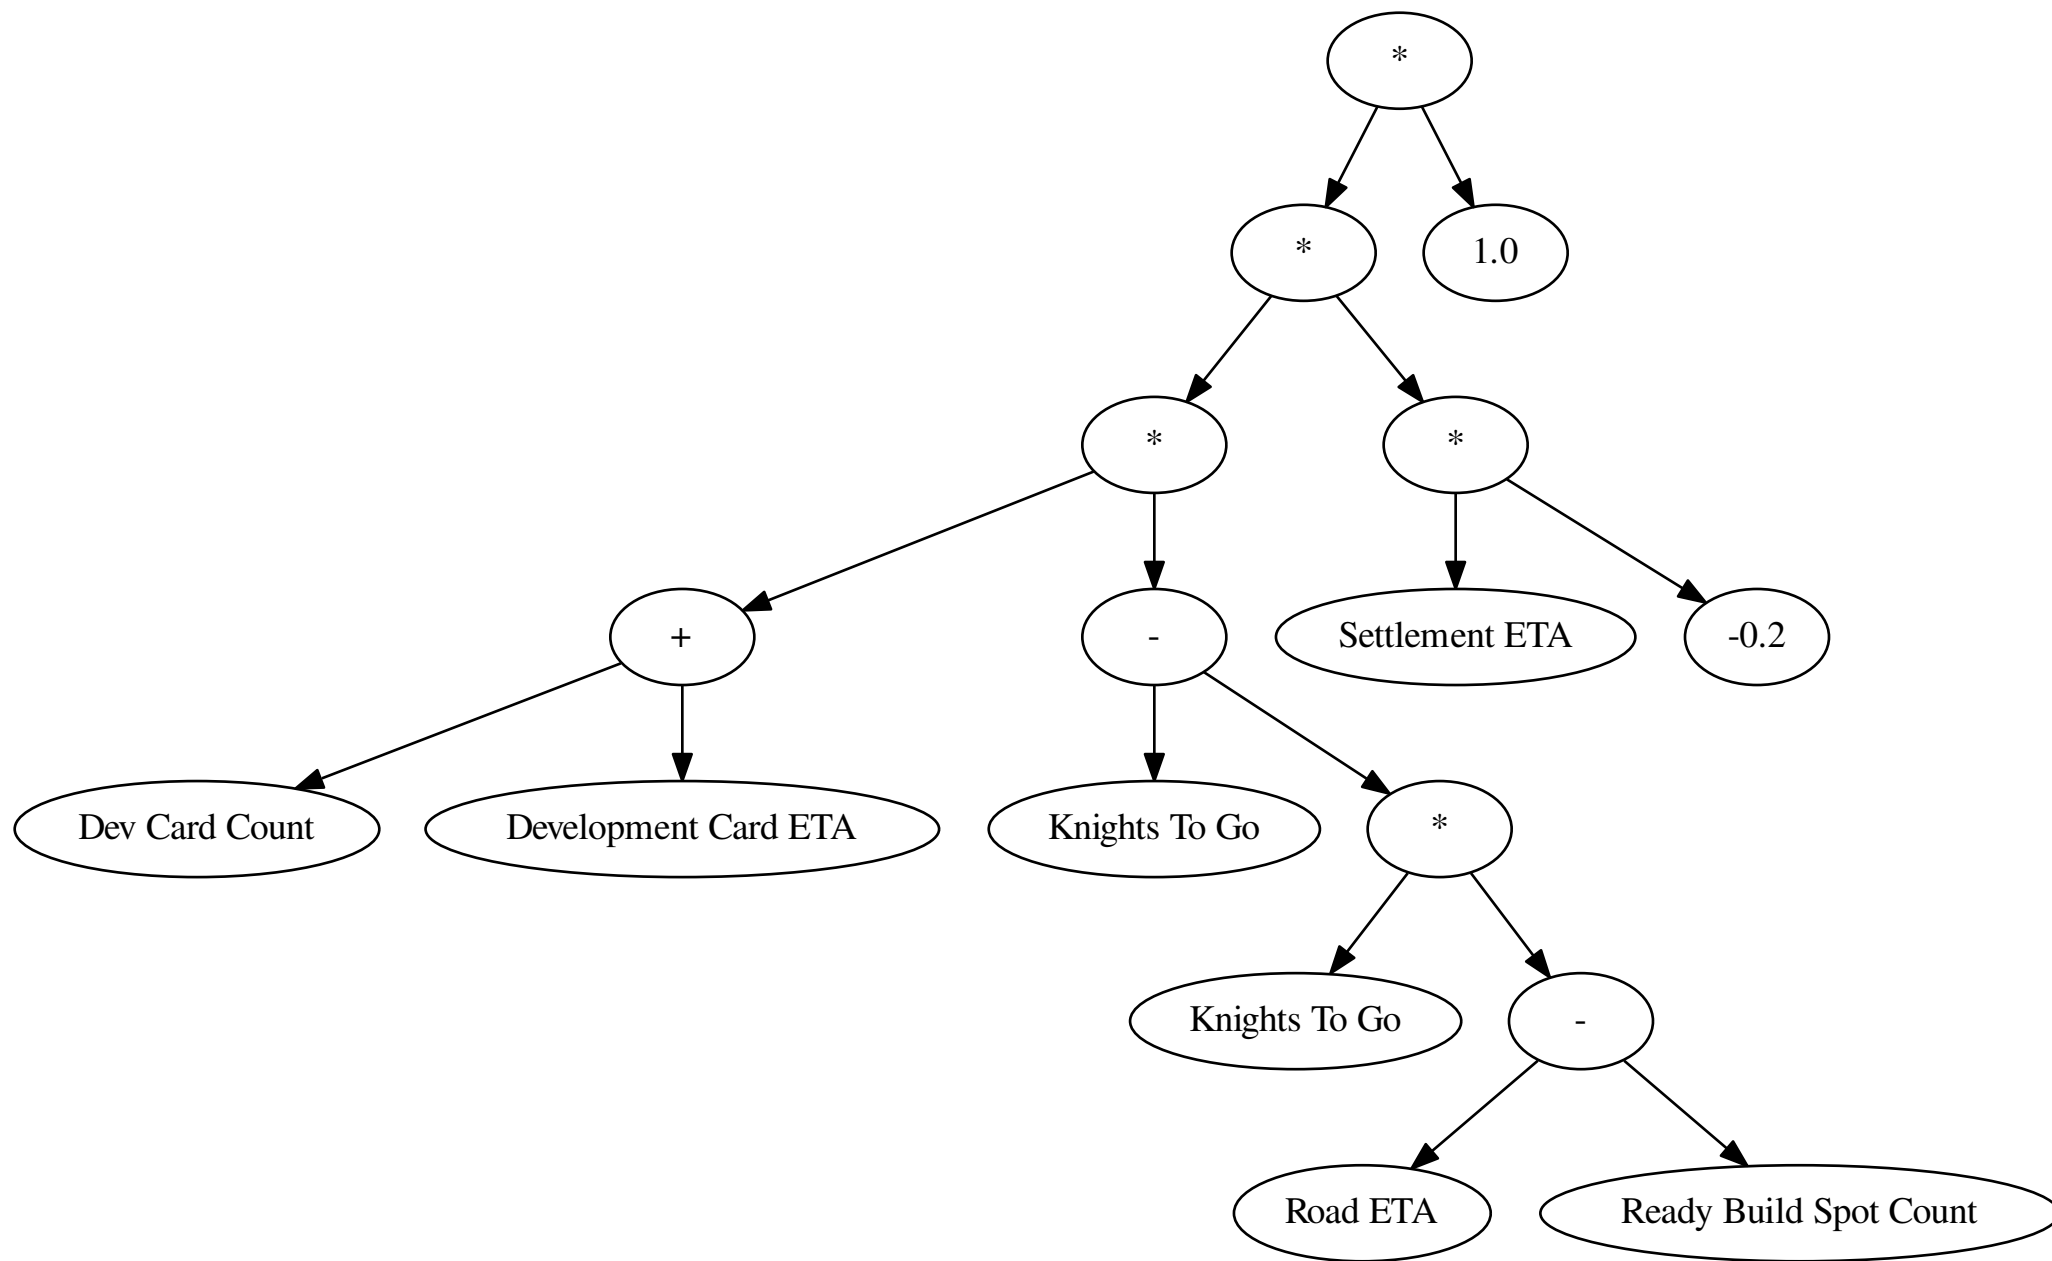 *
*
1.0
*
*
+
-
Settlement ETA
-0.2
Dev Card Count
Development Card ETA
Knights To Go
*
Knights To Go
-
Road ETA
Ready Build Spot Count